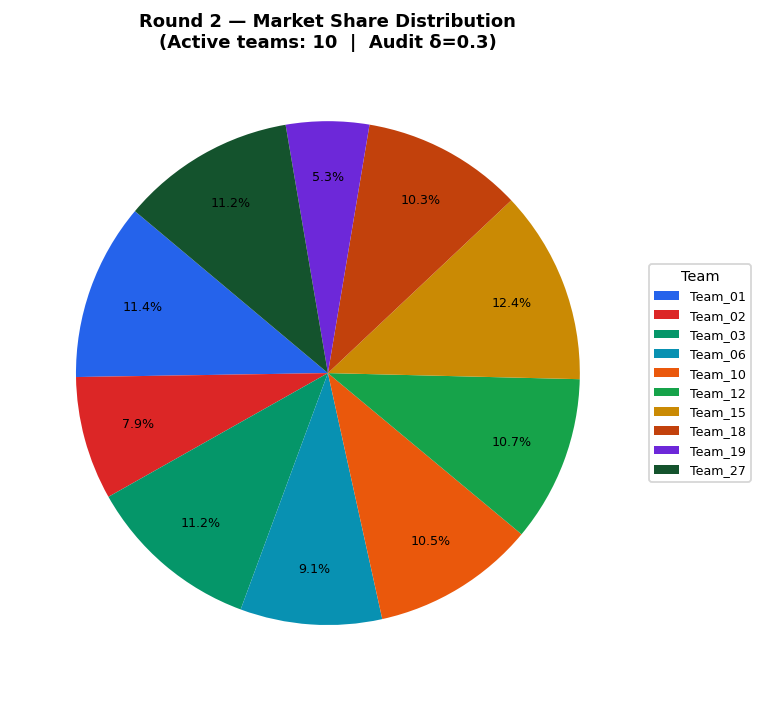 Round 2 — Market Share Distribution
(Active teams: 10  |  Audit δ=0.3)
5.3%
10.3%
11.2%
12.4%
11.4%
7.9%
10.7%
11.2%
10.5%
9.1%
Team
Team_01
Team_02
Team_03
Team_06
Team_10
Team_12
Team_15
Team_18
Team_19
Team_27